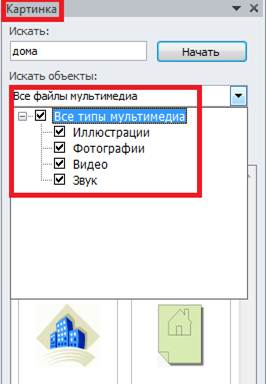 Картинка
Искать:
дома
Начать
Искать объекты:
Все файлы мультимедиа
Все типы мультимедиа
Иллюстрации
Фотографии
Видео
Звук